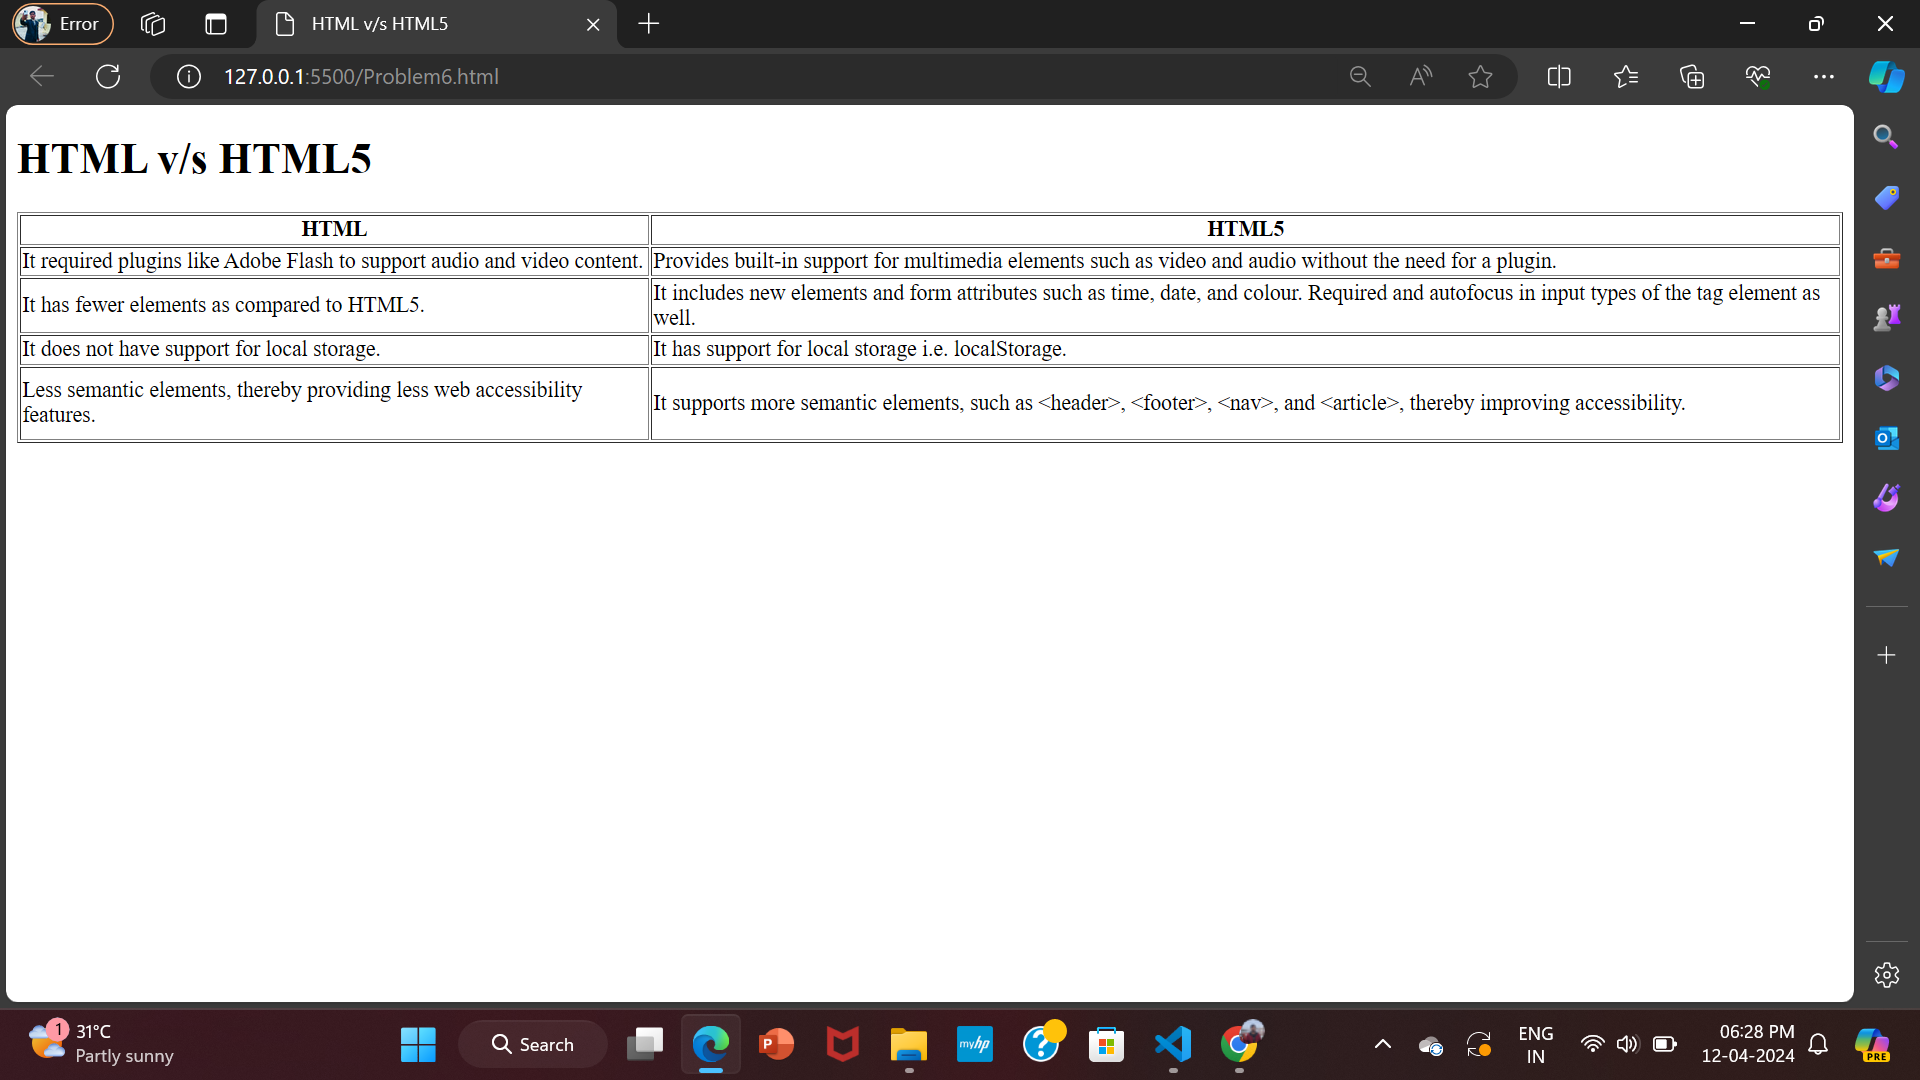 Error
HTML v/s HTML5
127.0.0.1:5500/Problem6.html
HTML v/s HTML5
HTML HTML5
It required plugins like Adobe Flash to support audio and video content. Provides built-in support for multimedia elements such as video and audio without the need for a plugin.
It has fewer elements as compared to HTML5. It includes new elements and form attributes such as time, date, and colour. Required and autofocus in input types of the tag element as
well.
It does not have support for local storage. It has support for local storage i.e. localStorage.
Less semantic elements, thereby providing less web accessibility
features.
It supports more semantic elements, such as <header>, <footer>, <nav>, and <article>, thereby improving accessibility.
1 31°C
Partly sunny
Search
P
myhp
?
ENG
IN
06:28 PM
12-04-2024
PRE